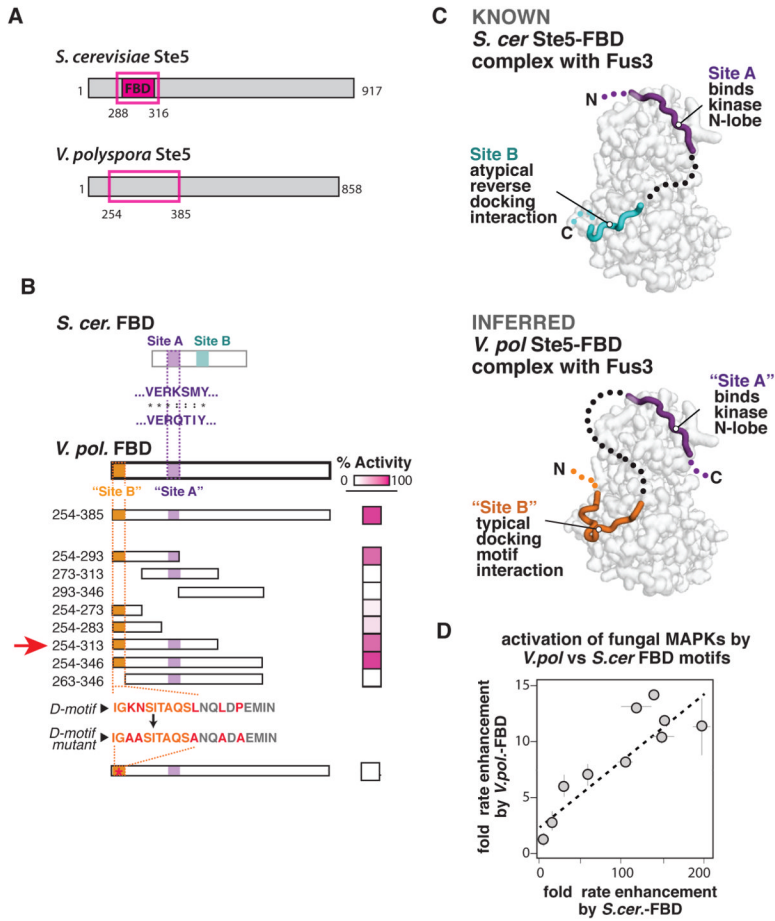 A
S. cerevisiae Ste5
1
FBD
917
288
316
V. polyspora Ste5
1
858
254
385
B
S. cer. FBD
Site A
Site B
...VERKSMY...
* * * : : : *
...VERQTIY...
V. pol. FBD
% Activity
0
100
“Site B”
“Site A”
254-385
254-293
273-313
293-346
254-273
254-283
254-313
254-346
263-346
D-motif
IGKNSITAQSLNQLDPEMIN
D-motif
mutant
IGAASITAQSANQADAEMIN
*
C
KNOWN
S. cer Ste5-FBD
complex with Fus3
Site A
binds
kinase
N-lobe
N
Site B
atypical
reverse
docking
interaction
C
INFERRED
V. pol Ste5-FBD
complex with Fus3
“Site A”
binds
kinase
N-lobe
C
N
“Site B”
typical
docking
motif
interaction
D
activation of fungal MAPKs by
V.pol vs S.cer FBD motifs
fold rate enhancement
by V.pol.-FBD
15
10
5
0
0
100
200
fold rate enhancement
by S.cer.-FBD